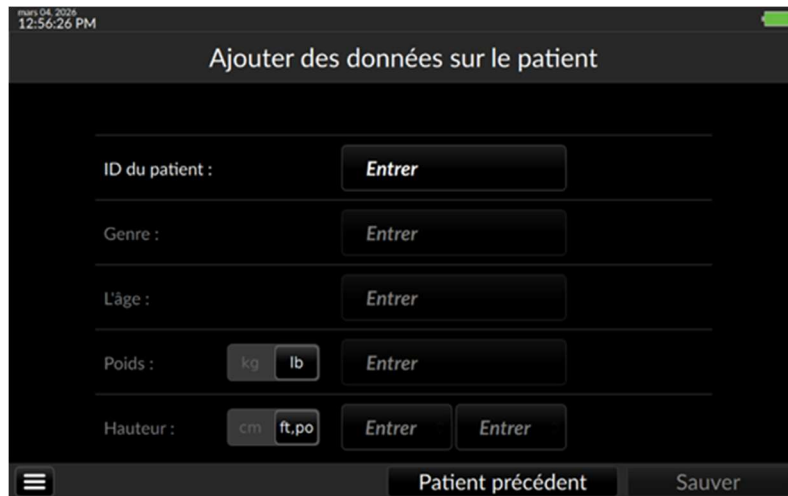 mars 04, 2026
12:56:26 PM
Ajouter des données sur le patient
ID du patient : Entrer
Genre : Entrer
L'âge : Entrer
Poids : kg lb Entrer
Hauteur : cm ft,po Entrer Entrer
Patient précédent Sauver